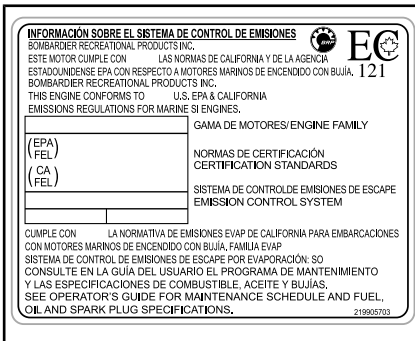 INFORMACIÓN SOBRE EL SISTEMA DE CONTROL DE EMISIONES
BOMBARDIER RECREATIONAL PRODUCTS INC.
ESTE MOTOR CUMPLE CON LAS NORMAS DE CALIFORNIA Y DE LA AGENCIA
ESTADOUNIDENSE EPA CON RESPECTO A MOTORES MARINOS DE ENCENDIDO CON BUJÍA.
BRP
EC
121
BOMBARDIER RECREATIONAL PRODUCTS INC.
THIS ENGINE CONFORMS TO U.S. EPA & CALIFORNIA
EMISSIONS REGULATIONS FOR MARINE SI ENGINES.
GAMA DE MOTORES/ENGINE FAMILY
(EPA FEL)
(CA FEL)
NORMAS DE CERTIFICACIÓN
CERTIFICATION STANDARDS
SISTEMA DE CONTROLDE EMISIONES DE ESCAPE
EMISSION CONTROL SYSTEM
CUMPLE CON LA NORMATIVA DE EMISIONES EVAP DE CALIFORNIA PARA EMBARCACIONES
CON MOTORES MARINOS DE ENCENDIDO CON BUJÍA, FAMILIA EVAP
SISTEMA DE CONTROL DE EMISIONES DE ESCAPE POR EVAPORACIÓN: SO
CONSULTE EN LA GUÍA DEL USUARIO EL PROGRAMA DE MANTENIMIENTO
Y LAS ESPECIFICACIONES DE COMBUSTIBLE, ACEITE Y BUJÍAS.
SEE OPERATOR'S GUIDE FOR MAINTENANCE SCHEDULE AND FUEL,
OIL AND SPARK PLUG SPECIFICATIONS.
219905703